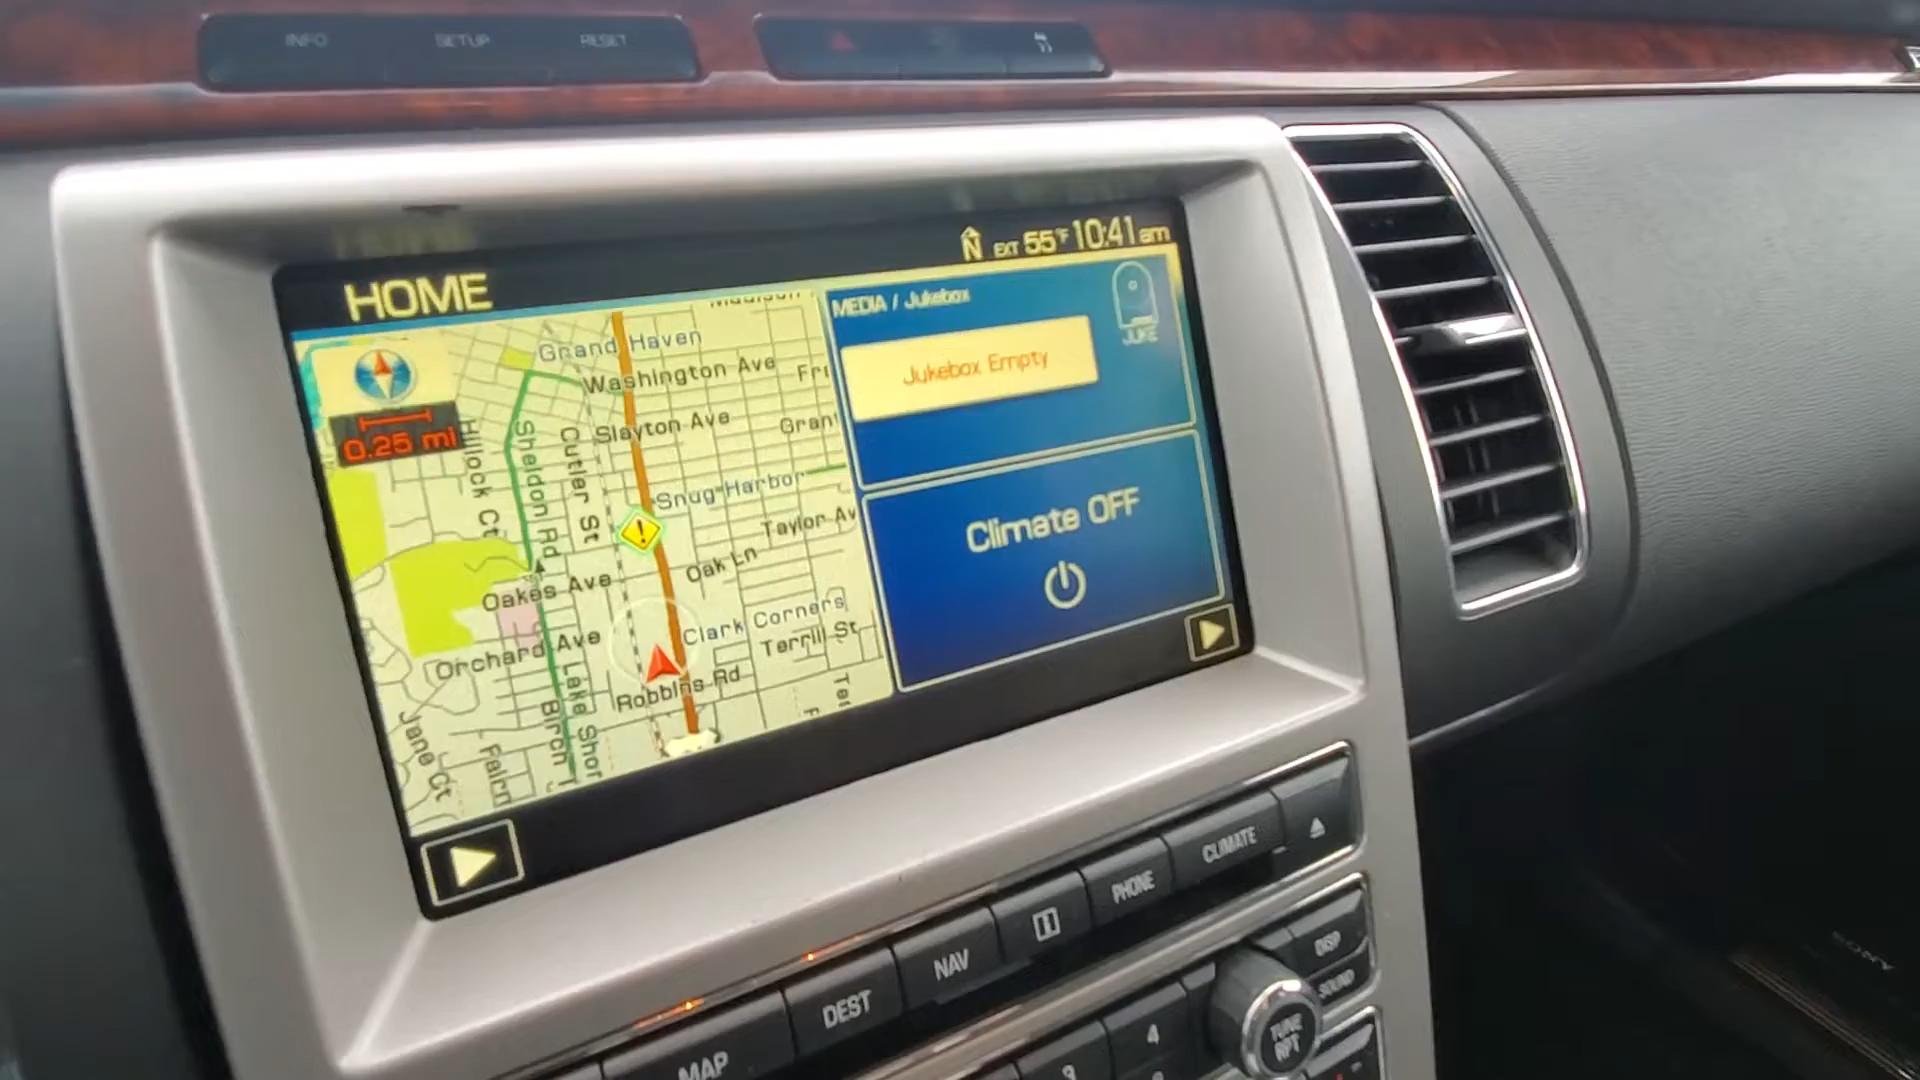 INFO SETUP RESET
HOME
N EXT 55°F 10:41am
MEDIA / Jukebox
JUKE
Jukebox Empty
Climate OFF
0.25 mi
Grand Haven
Washington Ave
Slayton Ave
Snug Harbor
Taylor Av
Oak Ln
Hillock Ct
Sheldon Rd
Cutler St
Oakes Ave
Orchard Ave
Clark Corners
Terrill St
Robbins Rd
Lake Shor
Birch
Jane Ct
CLIMATE
PHONE
NAV
DEST
MAP
DISP
SOUND
TUNE
RPT
4
3